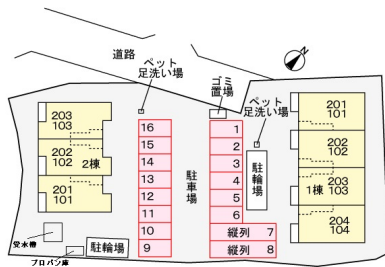 道路
N
ペット
足洗い場
ゴミ
置場
ペット
足洗い場
203
103
202
102
2棟
201
101
16
15
14
13
12
11
10
9
駐車場
1
2
3
4
5
6
縦列 7
縦列 8
駐輪場
201
101
202
102
1棟
203
103
204
104
受水槽
プロパン庫
駐輪場